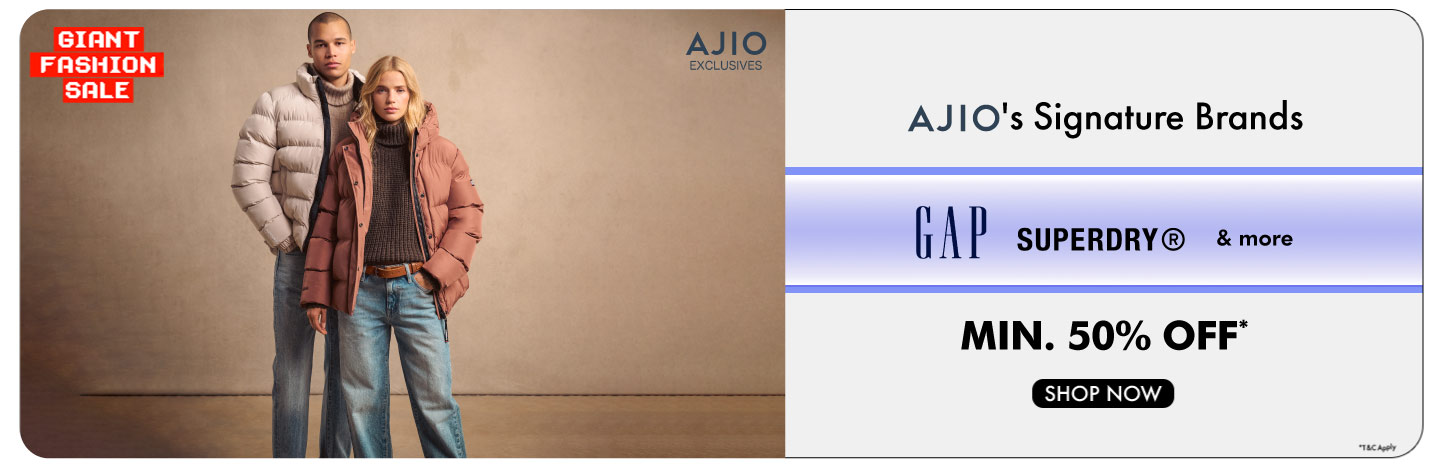 GIANT
FASHION
SALE
AJIO
EXCLUSIVES
AJIO's Signature Brands
GAP SUPERDRY® & more
MIN. 50% OFF*
SHOP NOW
*T&C Apply